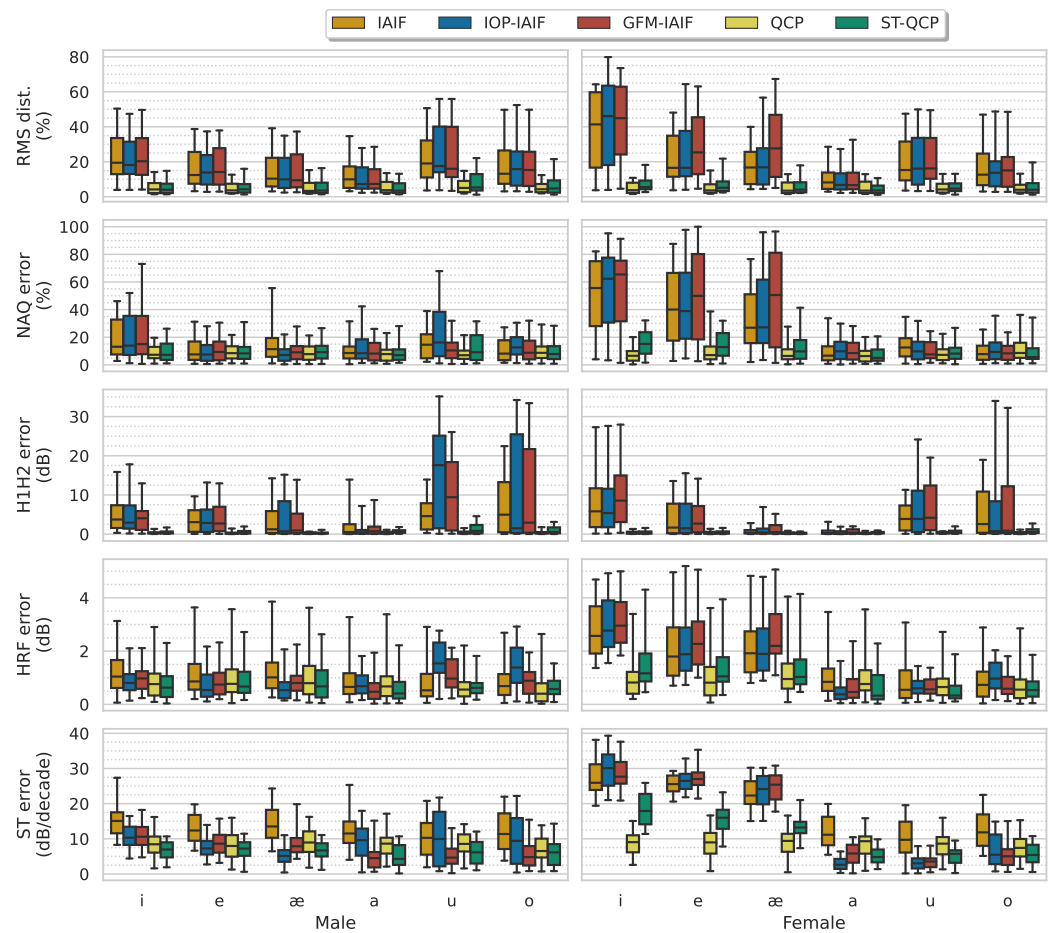 IAIF IOP-IAIF GFM-IAIF QCP ST-QCP
RMS dist.
(%)
80
60
40
20
0
NAQ error
(%)
100
80
60
40
20
0
H1H2 error
(dB)
30
20
10
0
HRF error
(dB)
4
2
0
ST error
(dB/decade)
40
30
20
10
0
i e æ a u o i e æ a u o
Male Female